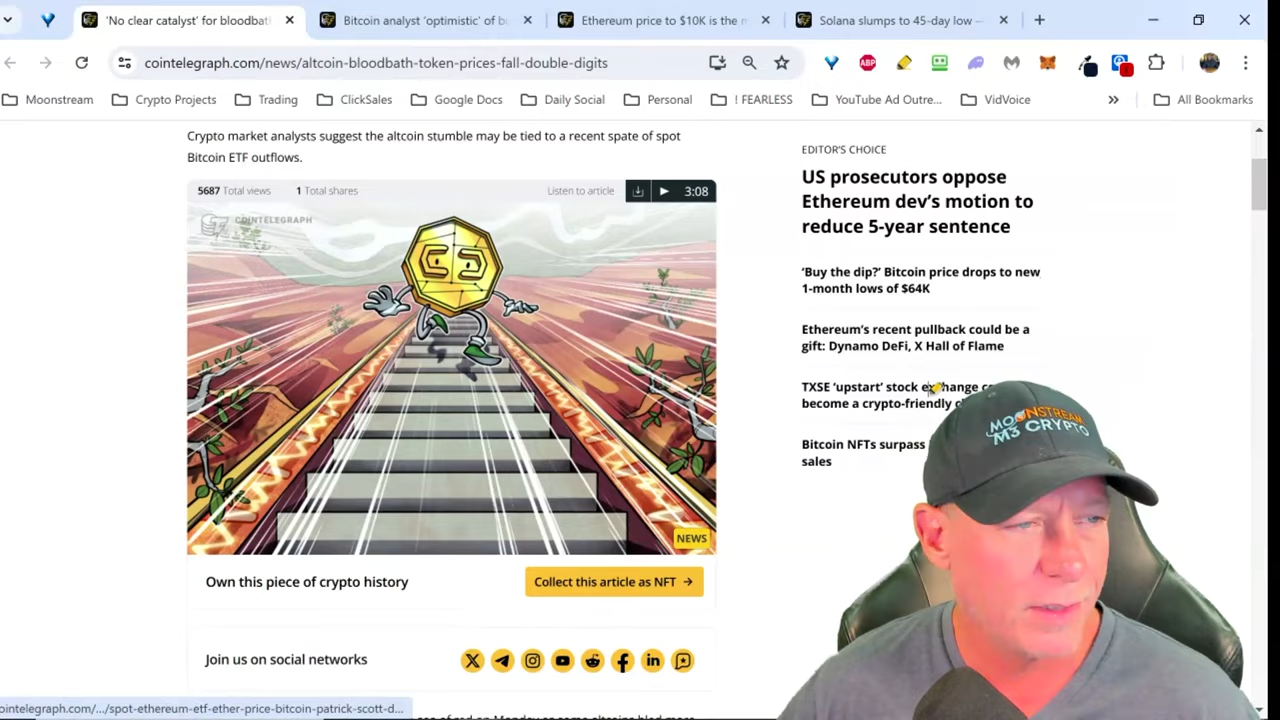 'No clear catalyst' for bloodbat
Bitcoin analyst 'optimistic' of b
Ethereum price to $10K is the
Solana slumps to 45-day low —
cointelegraph.com/news/altcoin-bloodbath-token-prices-fall-double-digits
ABP
Moonstream
Crypto Projects
Trading
ClickSales
Google Docs
Daily Social
Personal
! FEARLESS
YouTube Ad Outre...
VidVoice
All Bookmarks
Crypto market analysts suggest the altcoin stumble may be tied to a recent spate of spot
Bitcoin ETF outflows.
5687 Total views
1 Total shares
Listen to article
3:08
COINTELEGRAPH
NEWS
Own this piece of crypto history
Collect this article as NFT →
Join us on social networks
EDITOR'S CHOICE
US prosecutors oppose
Ethereum dev's motion to
reduce 5-year sentence
'Buy the dip?' Bitcoin price drops to new
1-month lows of $64K
Ethereum's recent pullback could be a
gift: Dynamo DeFi, X Hall of Flame
TXSE 'upstart' stock exchange
become a crypto-friendly
Bitcoin NFTs surpass
sales
MOONSTREAM
M3 CRYPTO
cointelegraph.com/.../spot-ethereum-etf-ether-price-bitcoin-patrick-scott-d...